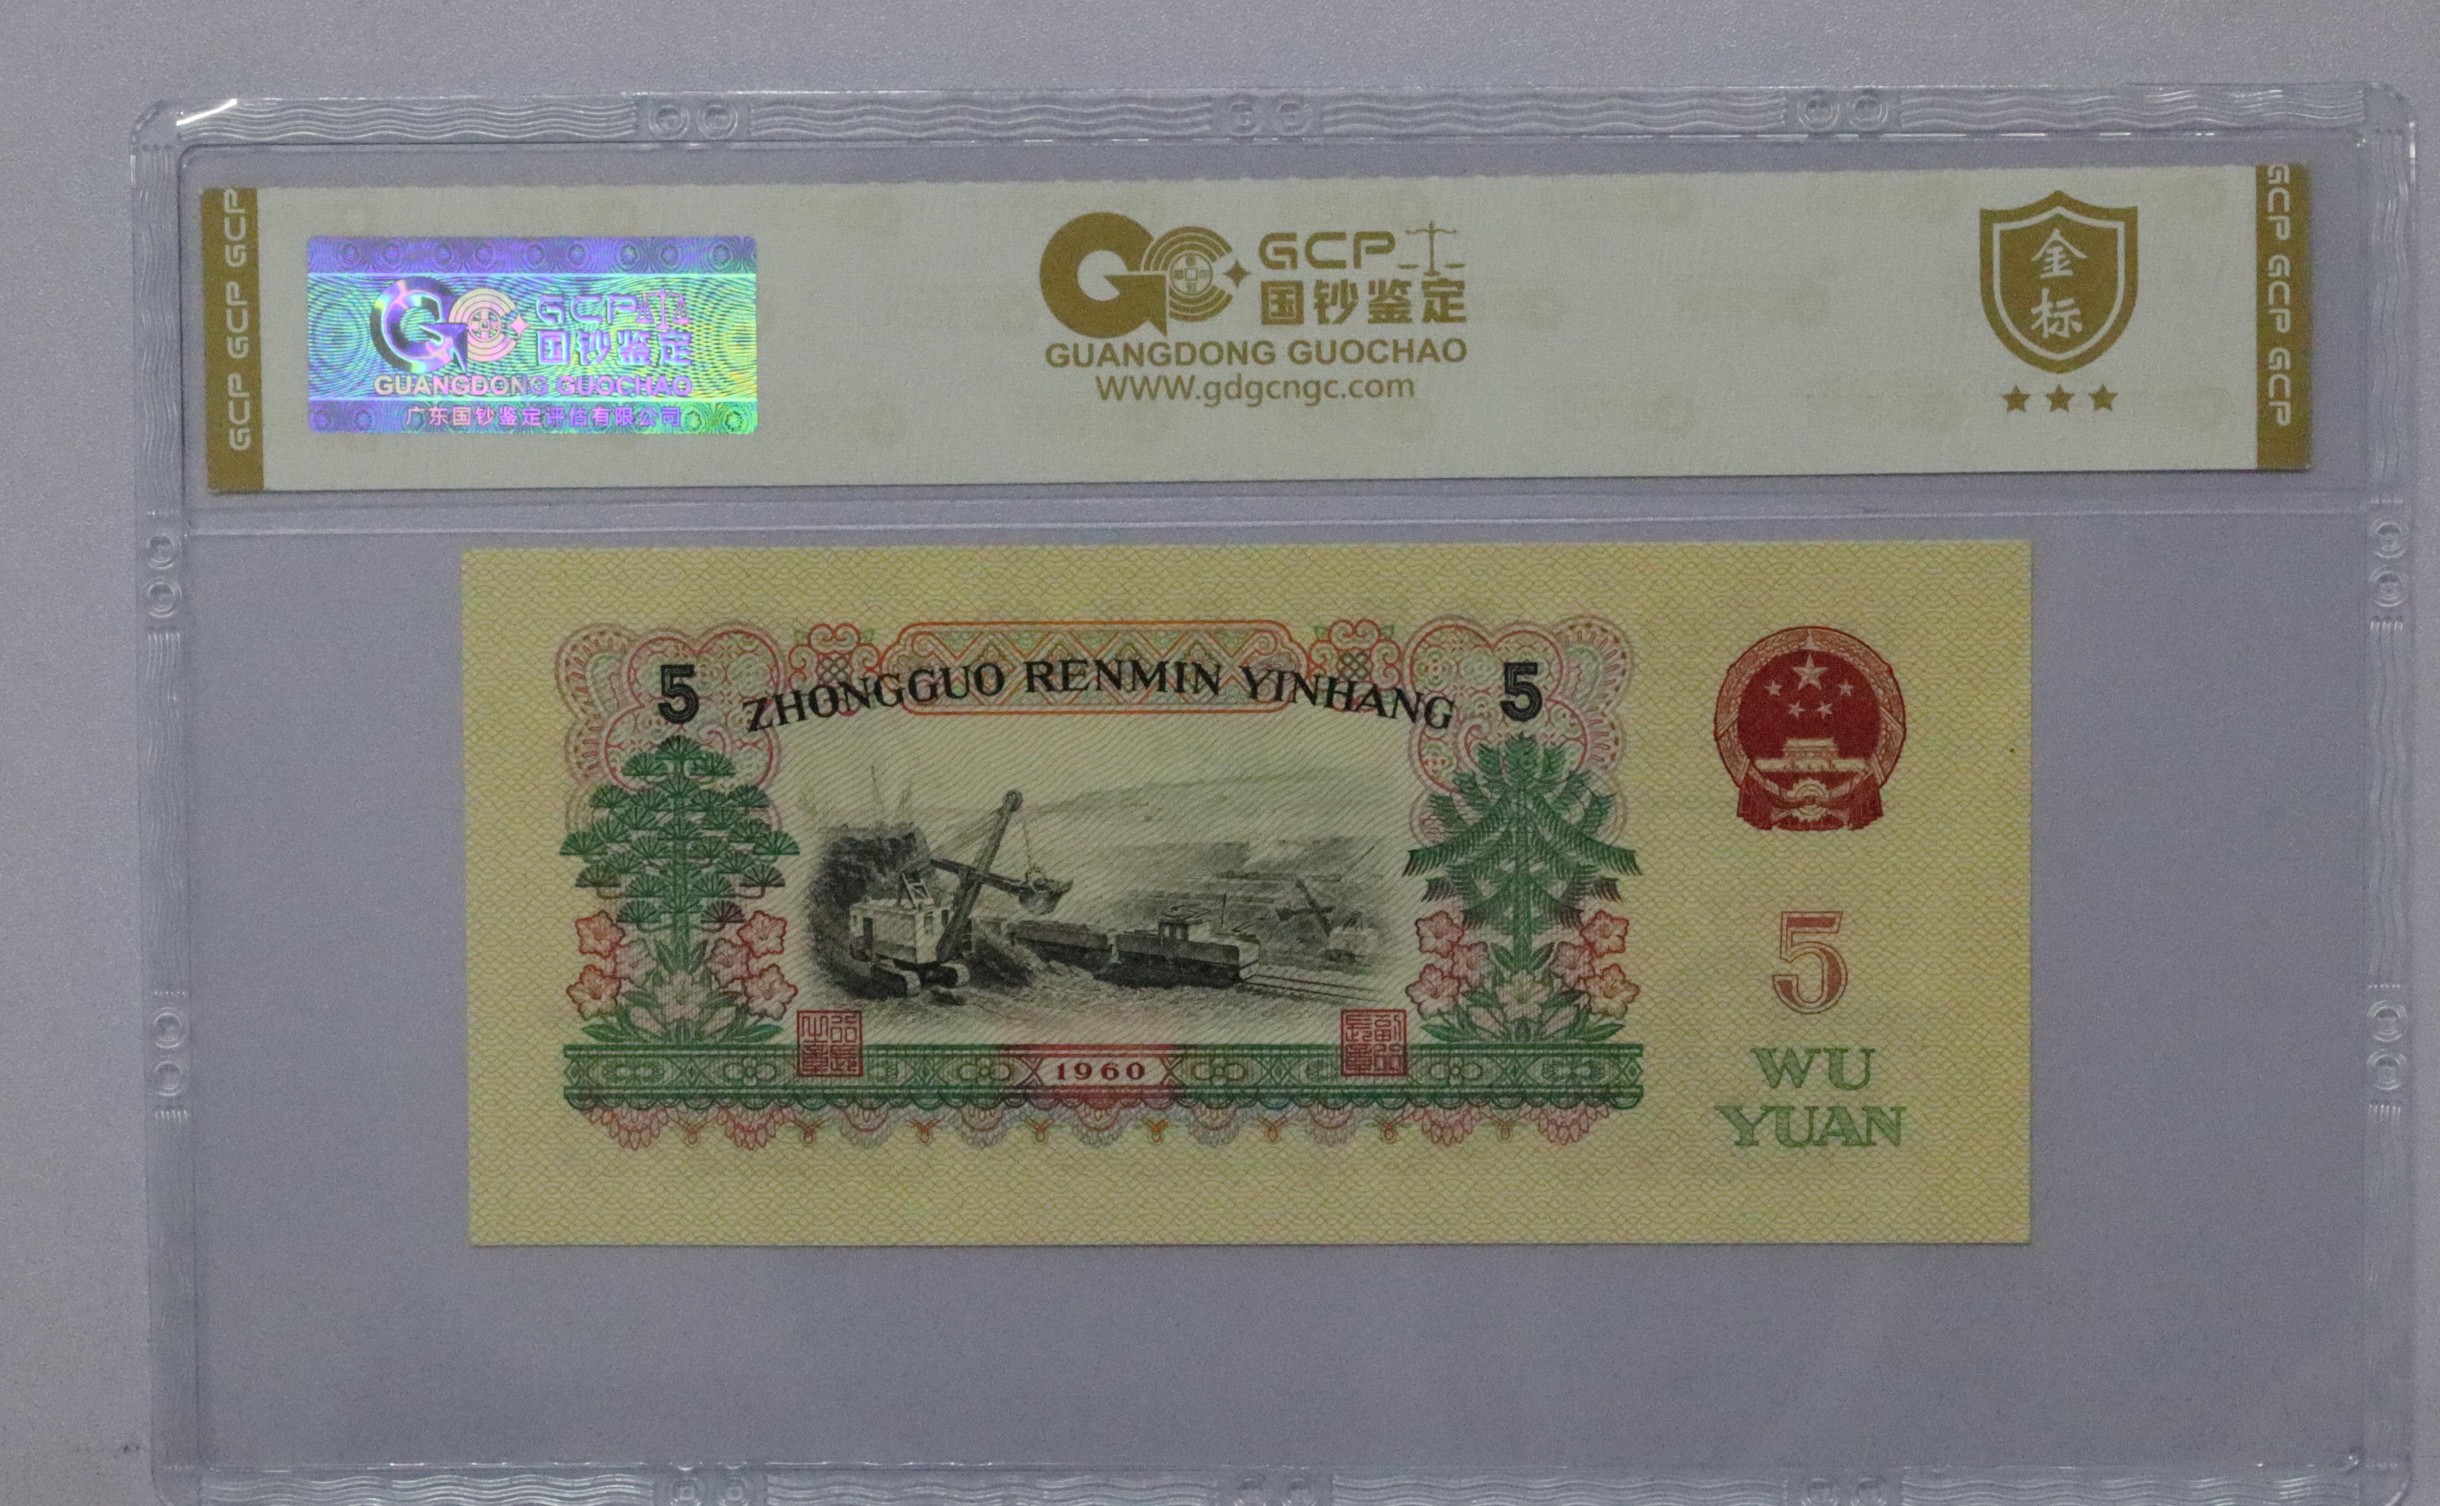 GCP GCP GCP
GCP
国钞鉴定
GUANGDONG GUOCHAO
广东国钞鉴定评估有限公司
GCP
国钞鉴定
GUANGDONG GUOCHAO
WWW.gdgcngc.com
金
标
GCP GCP GCP
5 ZHONGGUO RENMIN YINHANG 5
1960
5
WU
YUAN